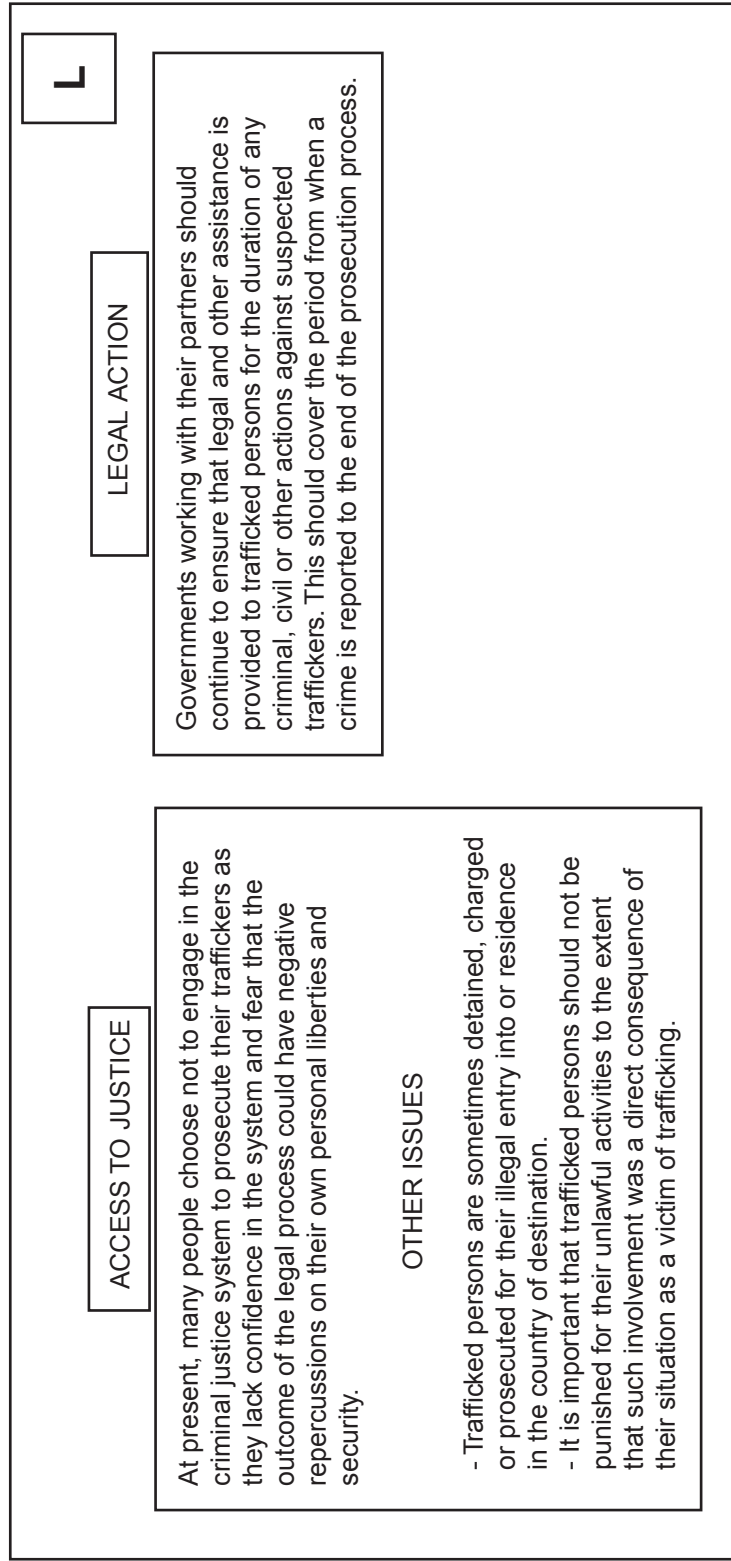 L
ACCESS TO JUSTICE
At present, many people choose not to engage in the
criminal justice system to prosecute their traffickers as
they lack confidence in the system and fear that the
outcome of the legal process could have negative
repercussions on their own personal liberties and
security.
OTHER ISSUES
- Trafficked persons are sometimes detained, charged
or prosecuted for their illegal entry into or residence
in the country of destination.
- It is important that trafficked persons should not be
punished for their unlawful activities to the extent
that such involvement was a direct consequence of
their situation as a victim of trafficking.
LEGAL ACTION
Governments working with their partners should
continue to ensure that legal and other assistance is
provided to trafficked persons for the duration of any
criminal, civil or other actions against suspected
traffickers. This should cover the period from when a
crime is reported to the end of the prosecution process.